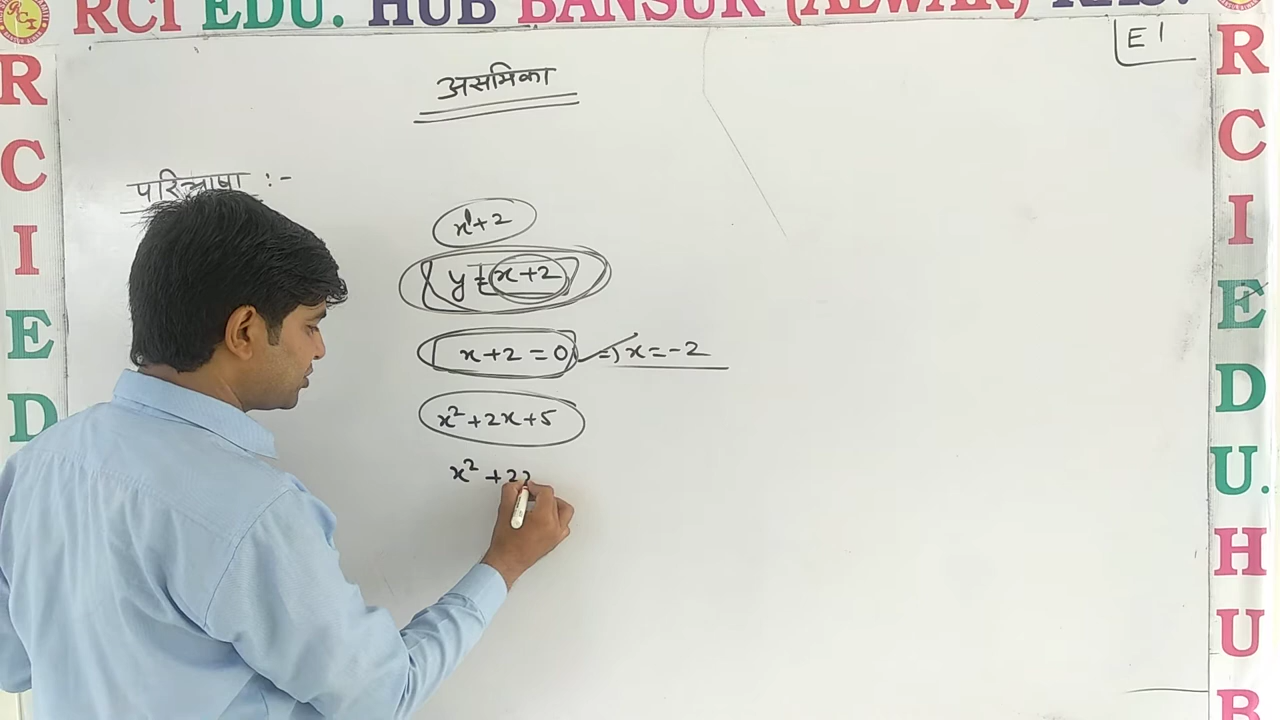 RCI EDU. HUB BANSUR (ALWAR) RAJ.
E1
असमिका
परिभाषा :-
x¹+2
y = x+2
x+2 = 0 => x = -2
x² + 2x + 5
x² + 2
R
C
I
E
D
R
C
I
E
D
U.
H
U
B